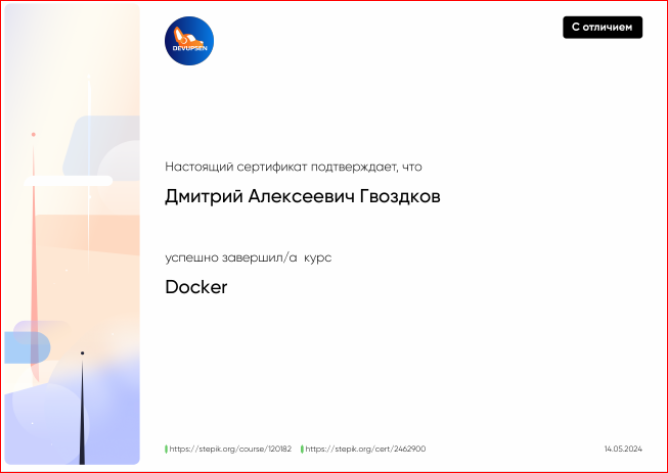 DEVUPSEN
С отличием
Настоящий сертификат подтверждает, что
Дмитрий Алексеевич Гвоздков
успешно завершил/а курс
Docker
https://stepik.org/course/120182 https://stepik.org/cert/2462900 14.05.2024